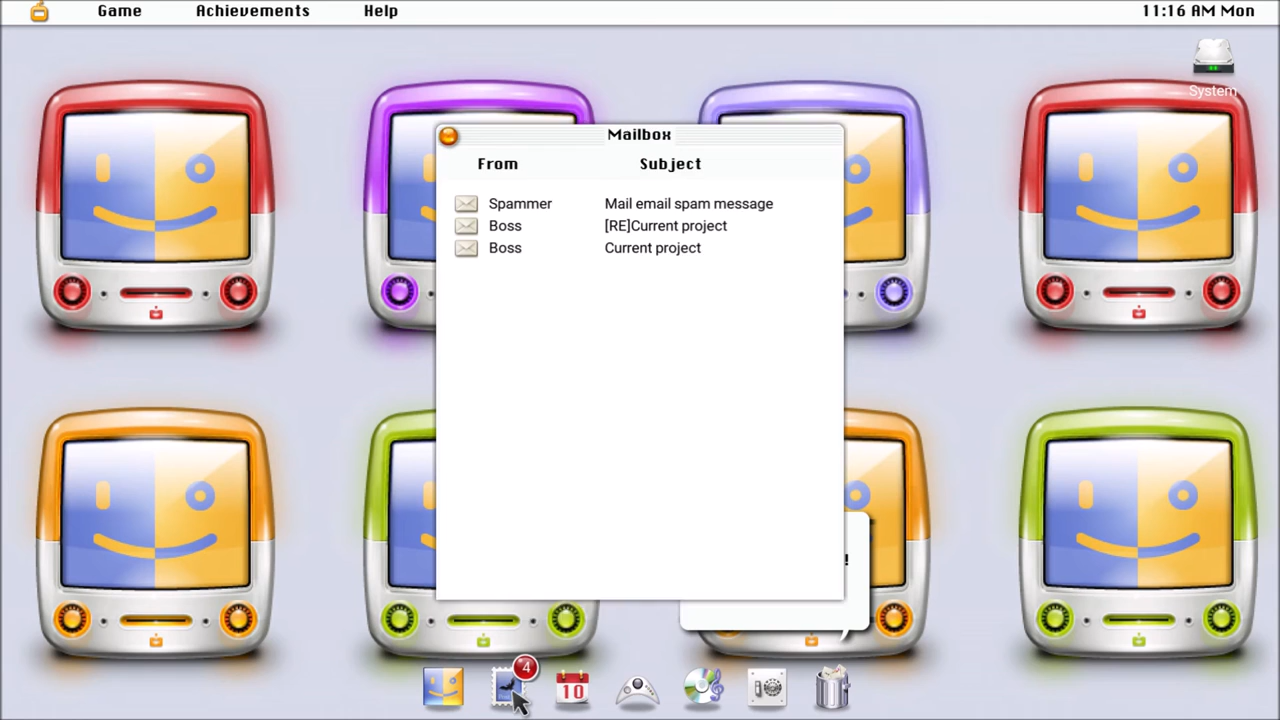 Game Achievements Help 11:16 AM Mon
System
Mailbox
From Subject
Spammer Mail email spam message
Boss [RE]Current project
Boss Current project
!
4
10